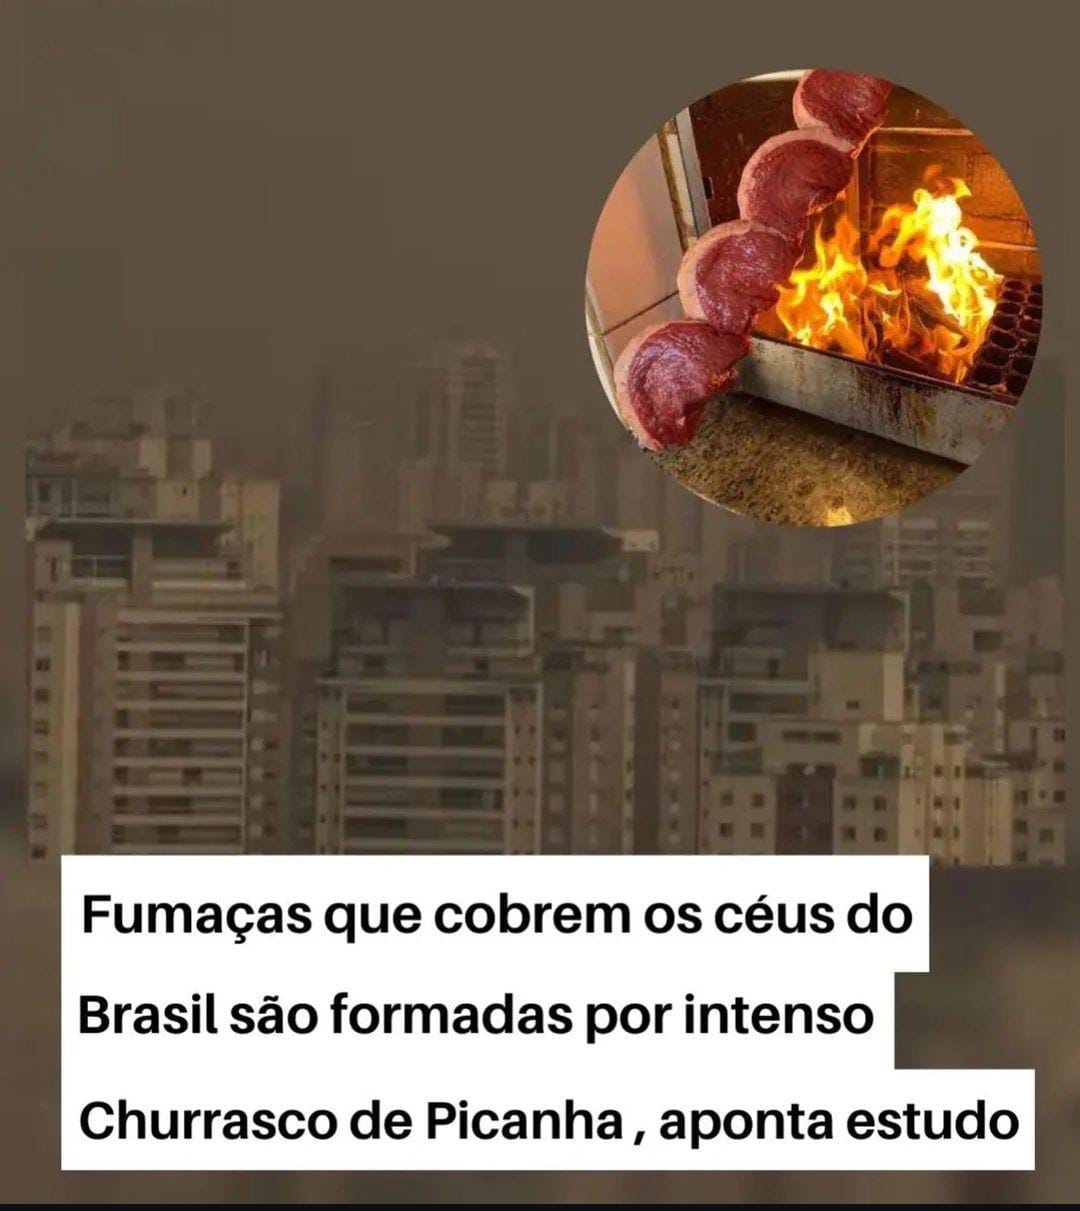 Fumaças que cobrem os céus do
Brasil são formadas por intenso
Churrasco de Picanha , aponta estudo